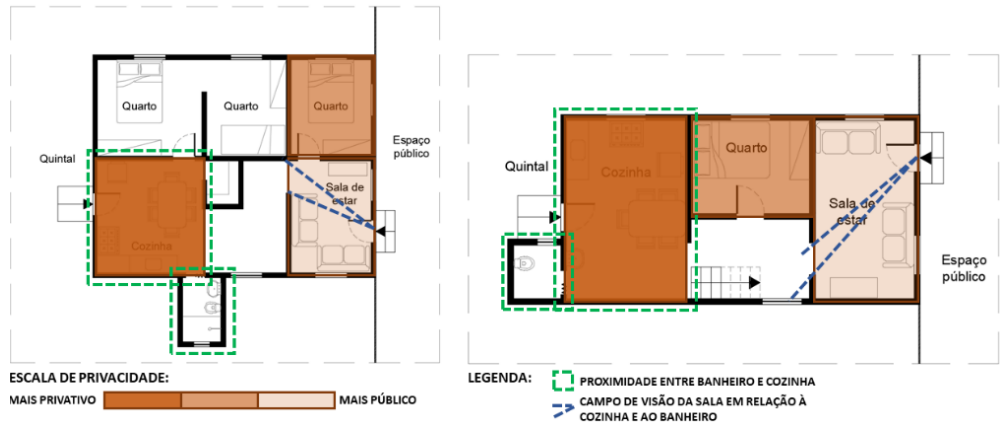 Quarto
Quarto
Quarto
Quintal
Espaço
público
Sala de
estar
Cozinha
Quintal
Cozinha
Quarto
Sala de
estar
Espaço
público
ESCALA DE PRIVACIDADE:
MAIS PRIVATIVO
MAIS PÚBLICO
LEGENDA:
PROXIMIDADE ENTRE BANHEIRO E COZINHA
CAMPO DE VISÃO DA SALA EM RELAÇÃO À
COZINHA E AO BANHEIRO